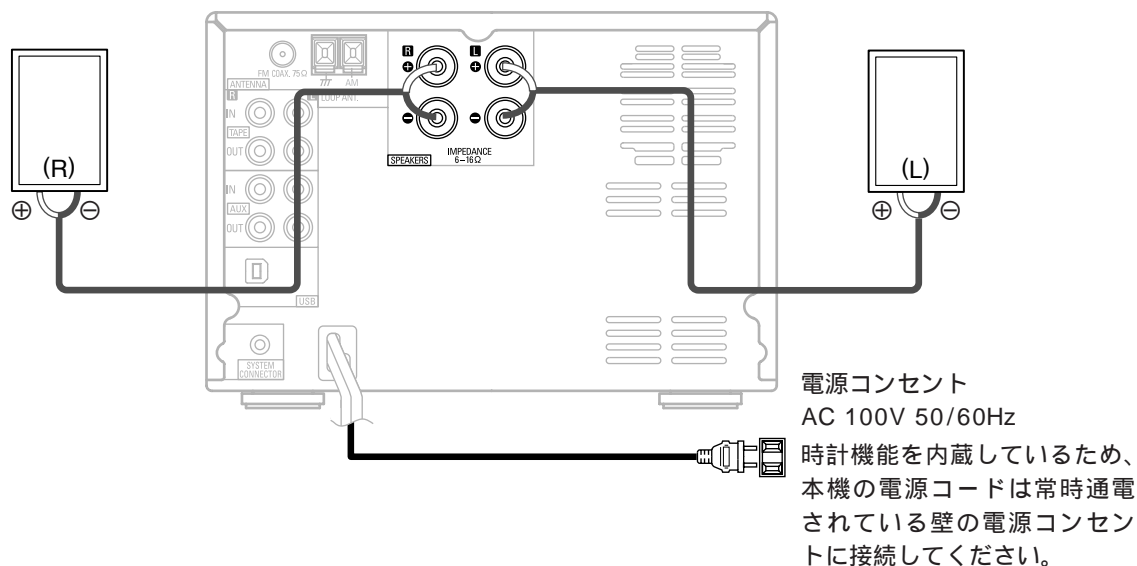 R L
FM COAX. 75Ω
AM
ANTENNA
LOOP ANT.
R L
IN
TAPE
OUT
IN
AUX
OUT
USB
SYSTEM
CONNECTOR
⊕ ⊕
⊖ ⊖
SPEAKERS
IMPEDANCE
6–16Ω
(R)
⊕ ⊖
(L)
⊕ ⊖
電源コンセント
AC 100V 50/60Hz
時計機能を内蔵しているため、
本機の電源コードは常時通電
されている壁の電源コンセン
トに接続してください。